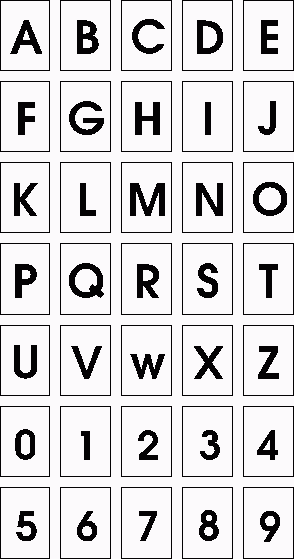 A B C D E
F G H I J
K L M N O
P Q R S T
U V w X Z
0 1 2 3 4
5 6 7 8 9